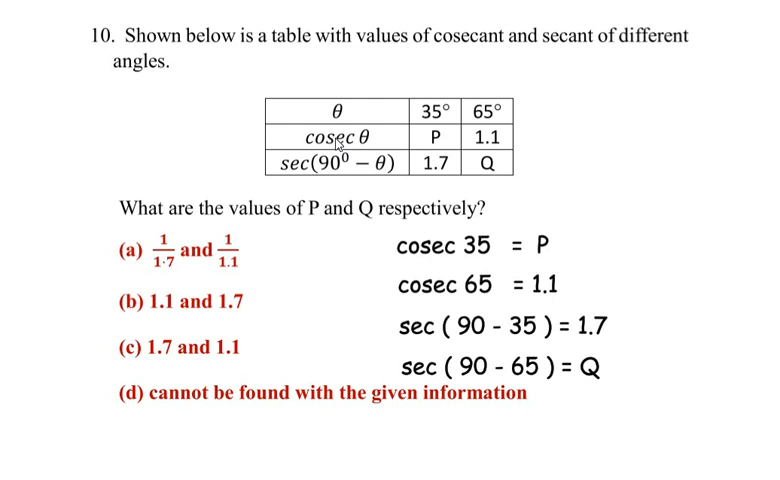 10. Shown below is a table with values of cosecant and secant of different
angles.
θ 35° 65°
cosec θ P 1.1
sec(90⁰ − θ) 1.7 Q
What are the values of P and Q respectively?
(a) 1/1·7 and 1/1.1
cosec 35 = P
cosec 65 = 1.1
(b) 1.1 and 1.7
sec ( 90 - 35 ) = 1.7
(c) 1.7 and 1.1
sec ( 90 - 65 ) = Q
(d) cannot be found with the given information